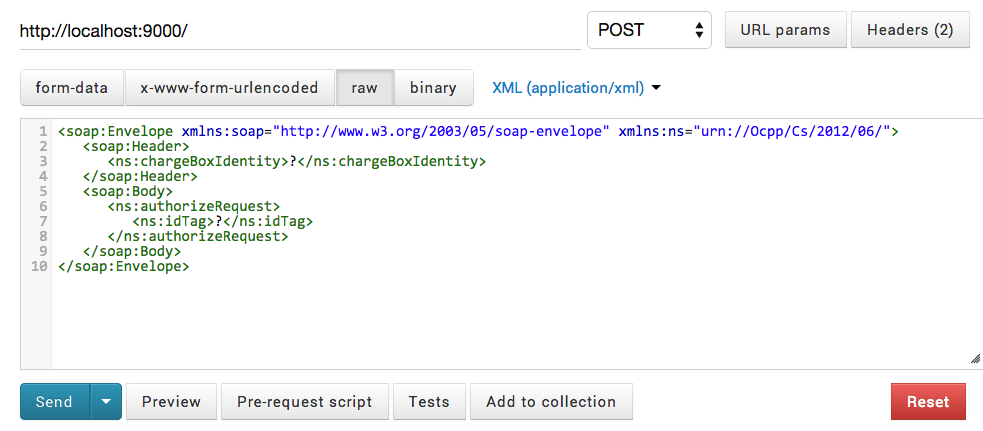 http://localhost:9000/ POST URL params Headers (2)
form-data x-www-form-urlencoded raw binary XML (application/xml)
1 <soap:Envelope xmlns:soap="http://www.w3.org/2003/05/soap-envelope" xmlns:ns="urn://Ocpp/Cs/2012/06/">
2 <soap:Header>
3 <ns:chargeBoxIdentity>?</ns:chargeBoxIdentity>
4 </soap:Header>
5 <soap:Body>
6 <ns:authorizeRequest>
7 <ns:idTag>?</ns:idTag>
8 </ns:authorizeRequest>
9 </soap:Body>
10 </soap:Envelope>
Send Preview Pre-request script Tests Add to collection Reset